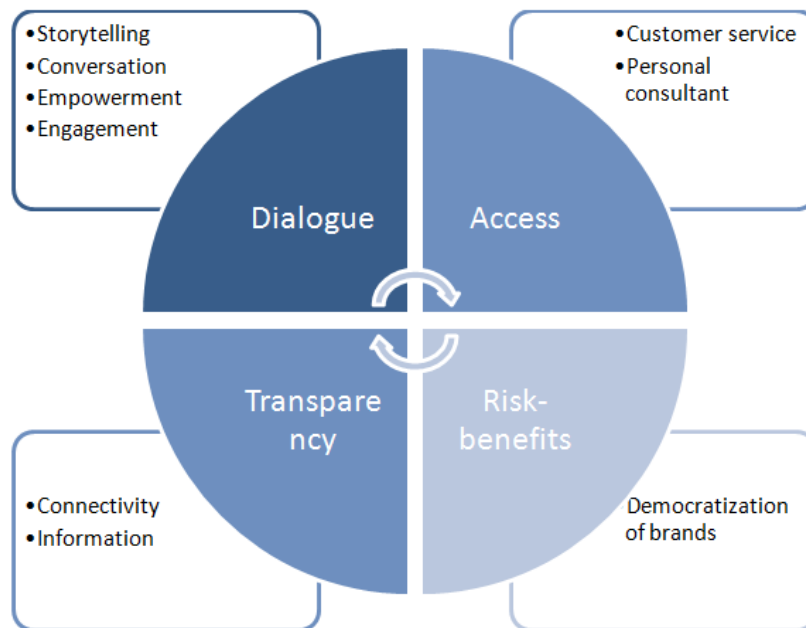 •Storytelling
•Conversation
•Empowerment
•Engagement
•Customer service
•Personal
consultant
Dialogue
Access
Transpare
ncy
Risk-
benefits
•Connectivity
•Information
Democratization
of brands